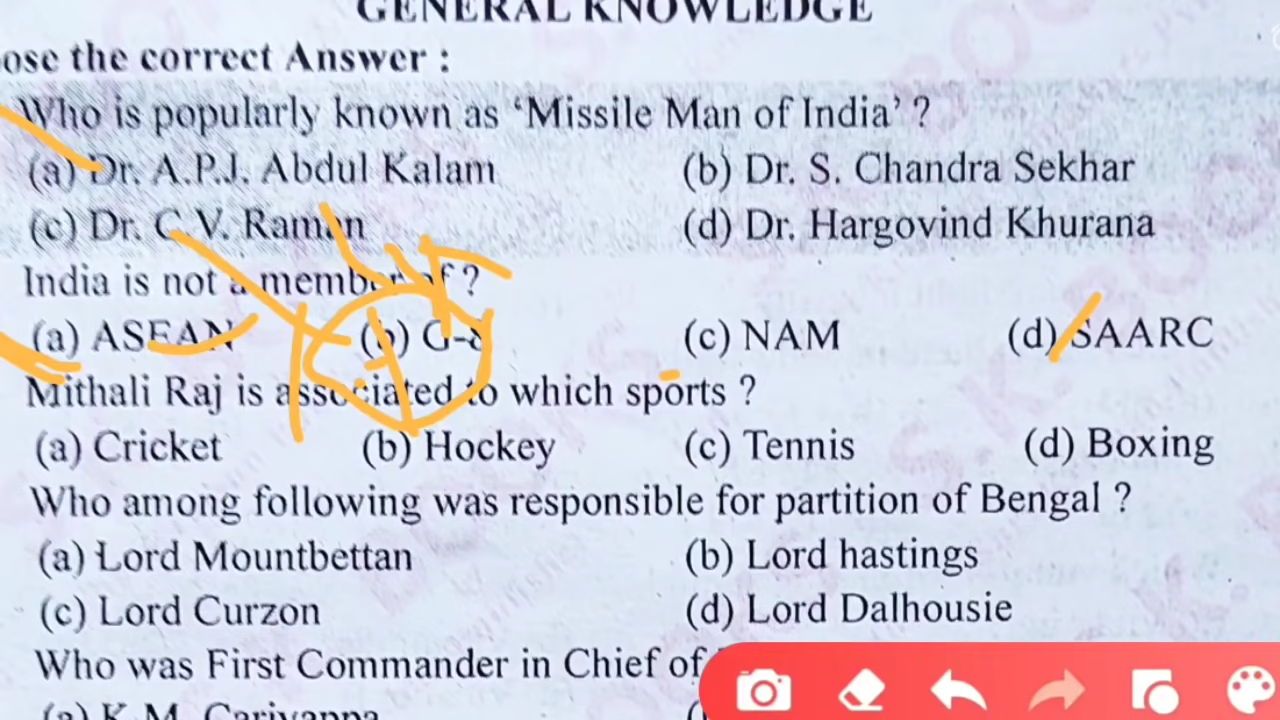 GENERAL KNOWLEDGE
ose the correct Answer :
Who is popularly known as ‘Missile Man of India’ ?
(a) Dr. A.P.J. Abdul Kalam (b) Dr. S. Chandra Sekhar
(c) Dr. C.V. Raman (d) Dr. Hargovind Khurana
India is not a member of ?
(a) ASEAN (b) G-8 (c) NAM (d) SAARC
Mithali Raj is associated to which sports ?
(a) Cricket (b) Hockey (c) Tennis (d) Boxing
Who among following was responsible for partition of Bengal ?
(a) Lord Mountbettan (b) Lord hastings
(c) Lord Curzon (d) Lord Dalhousie
Who was First Commander in Chief of
(a) K.M. Cariyappa